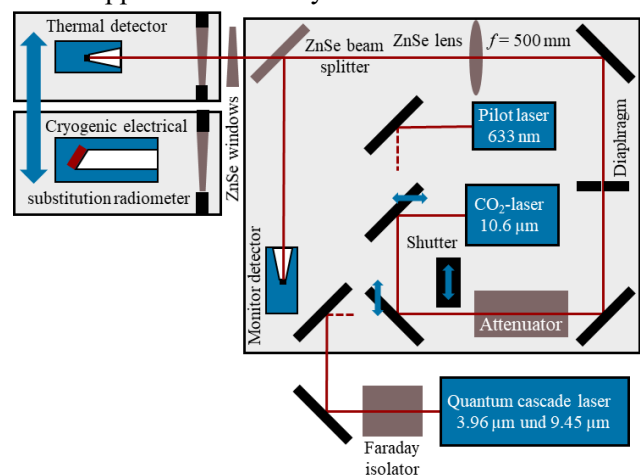 Thermal detector
ZnSe beam
splitter
ZnSe lens
f = 500 mm
Cryogenic electrical
substitution radiometer
ZnSe windows
Pilot laser
633 nm
Diaphragm
CO₂-laser
10.6 µm
Shutter
Monitor detector
Attenuator
Quantum cascade laser
3.96 µm und 9.45 µm
Faraday
isolator